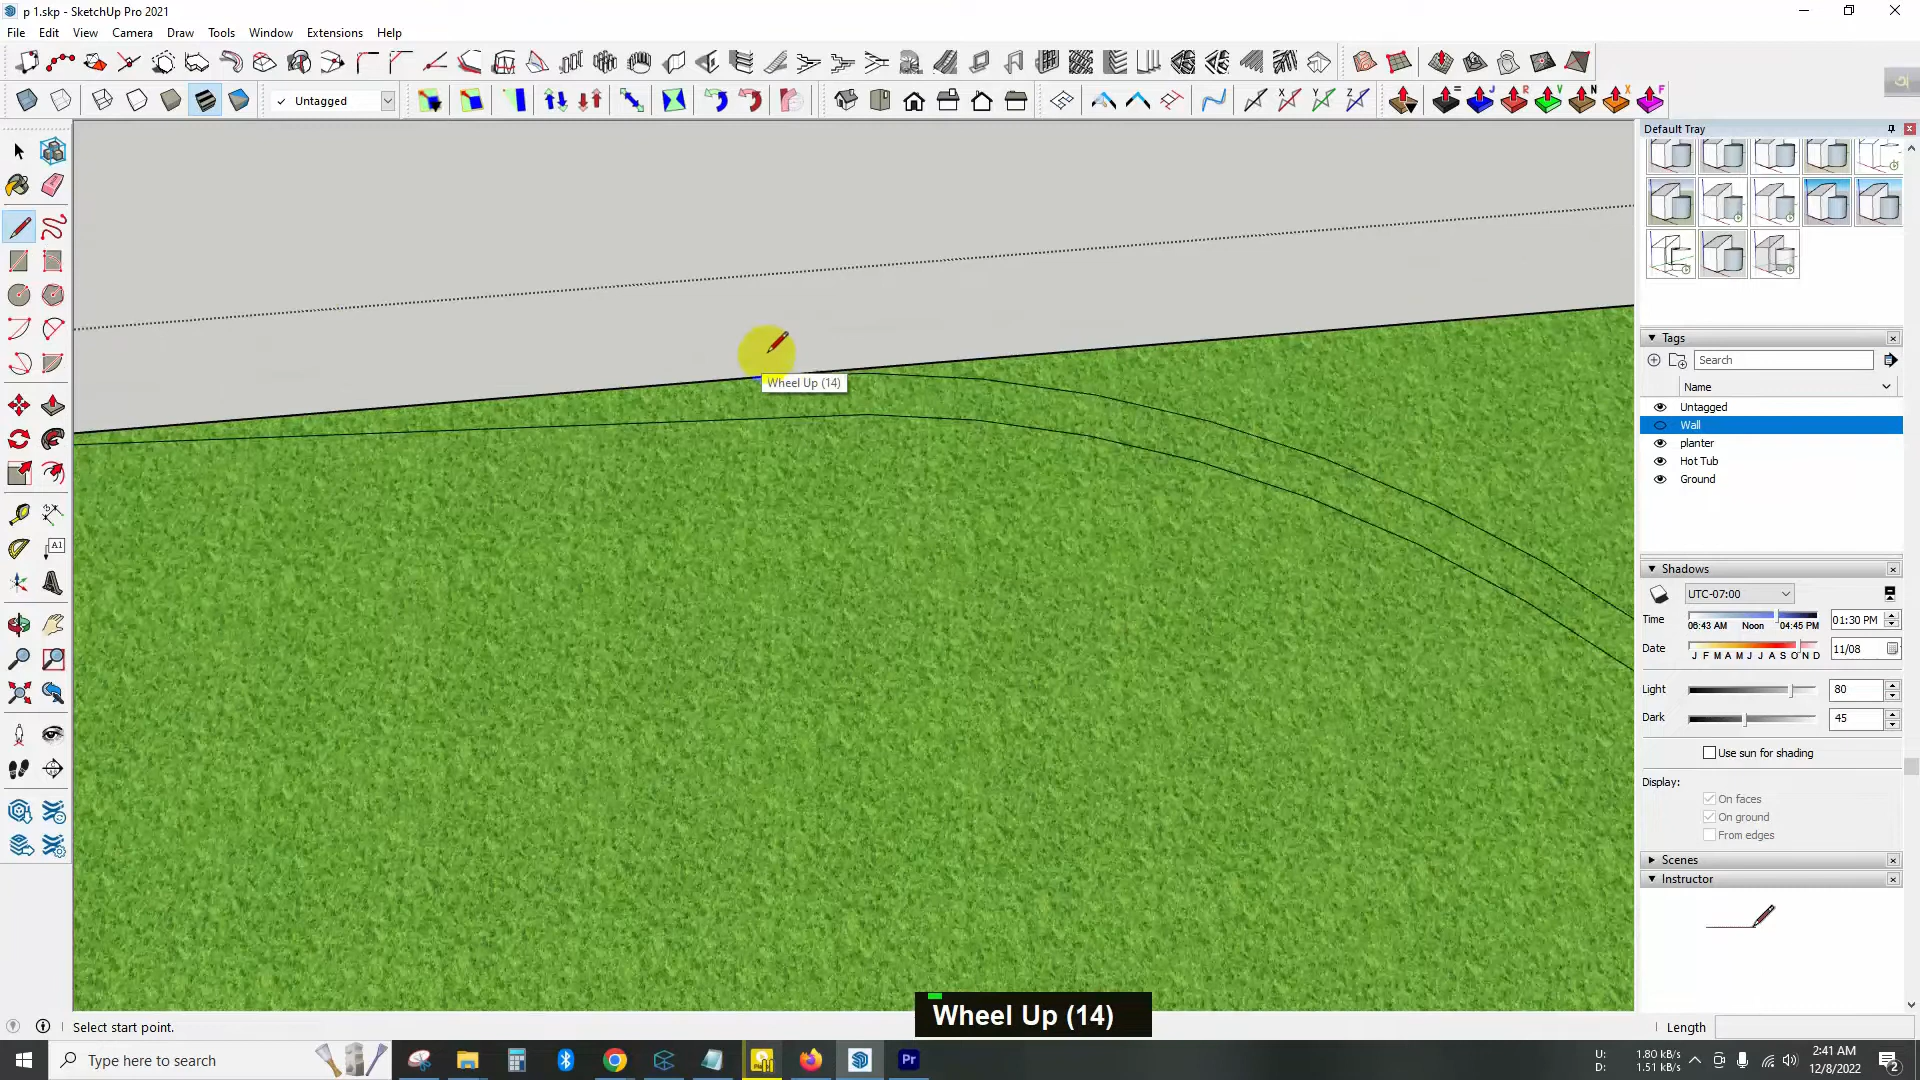 p 1.skp - SketchUp Pro 2021
File Edit View Camera Draw Tools Window Extensions Help
Untagged
Default Tray
Wheel Up (14)
Tags
Search
Name
Untagged
Wall
planter
Hot Tub
Ground
Shadows
UTC-07:00
Time
06:43 AM Noon 04:45 PM
01:30 PM
Date
J F M A M J J A S O N D
11/08
Light
80
Dark
45
Use sun for shading
Display:
On faces
On ground
From edges
Scenes
Instructor
Wheel Up (14)
Select start point.
Length
Type here to search
U: 1.80 kB/s
D: 1.51 kB/s
2:41 AM
12/8/2022
2